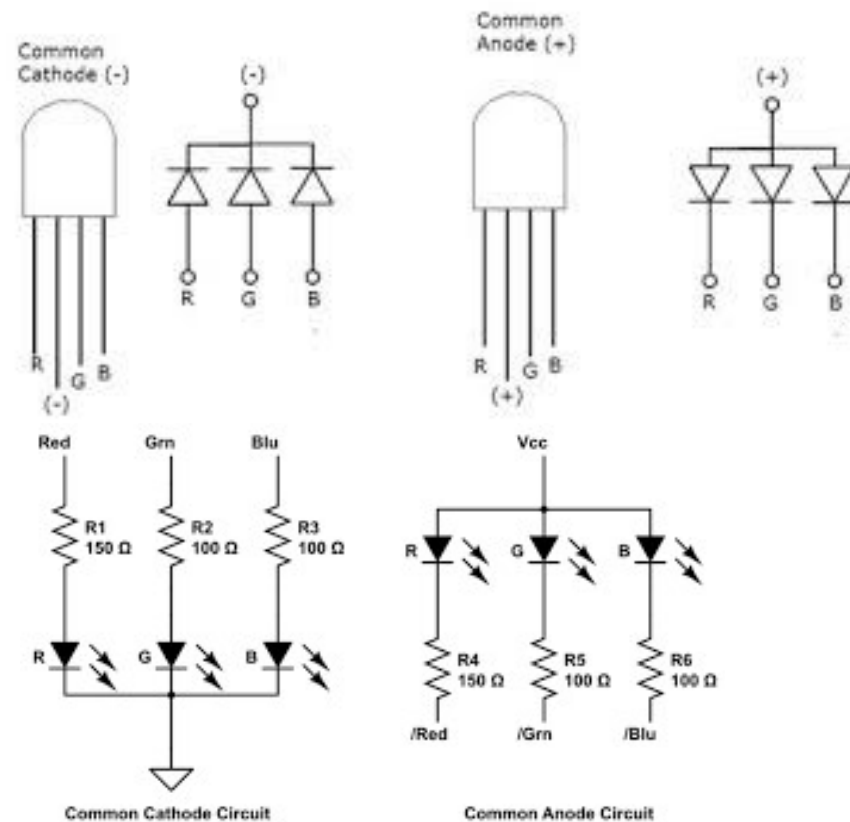 Common
Cathode (-)
(-)
R G B
R G B
(-)
Common
Anode (+)
(+)
R G B
R G B
(+)
Red Grn Blu
R1
150 Ω
R2
100 Ω
R3
100 Ω
R G B
Common Cathode Circuit
Vcc
R G B
R4
150 Ω
R5
100 Ω
R6
100 Ω
/Red /Grn /Blu
Common Anode Circuit